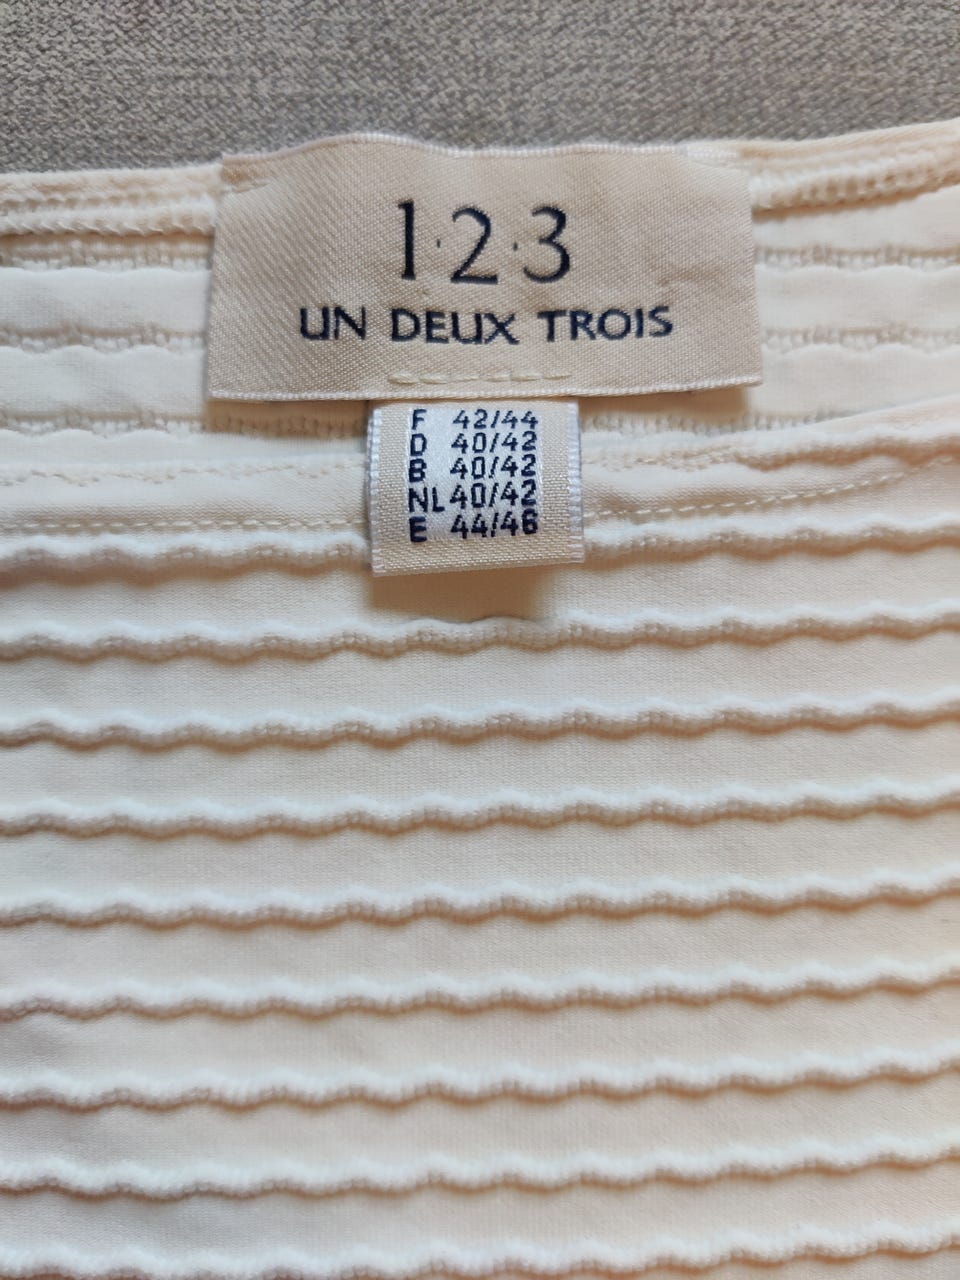 1·2·3
UN DEUX TROIS
F 42/44
D 40/42
B 40/42
NL 40/42
E 44/46